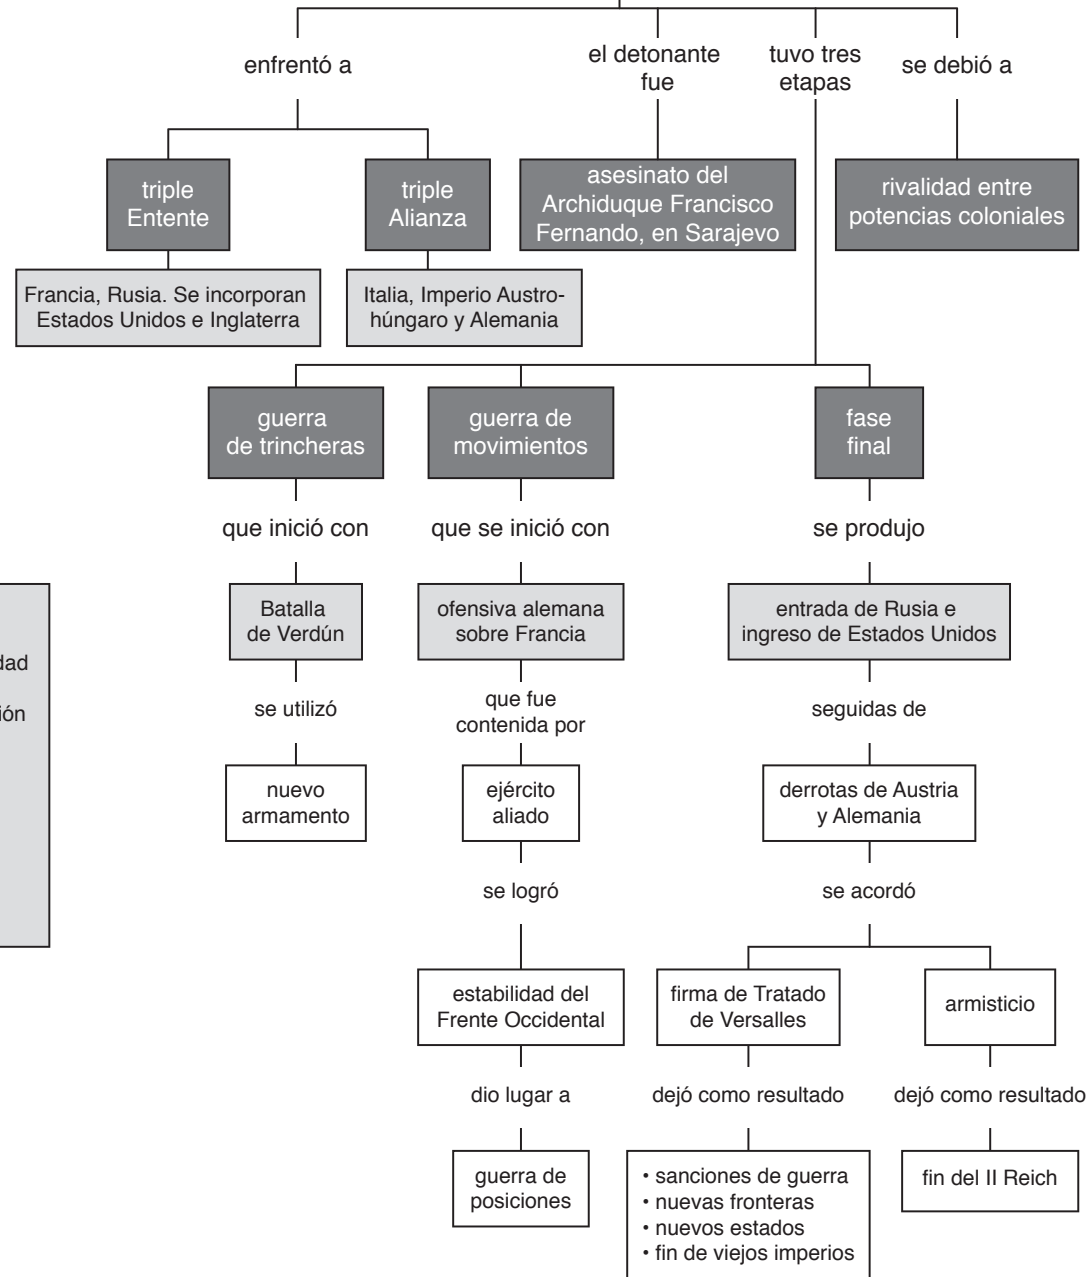 enfrentó a
el detonante
fue
tuvo tres
etapas
se debió a
triple
Entente
triple
Alianza
asesinato del
Archiduque Francisco
Fernando, en Sarajevo
rivalidad entre
potencias coloniales
Francia, Rusia. Se incorporan
Estados Unidos e Inglaterra
Italia, Imperio Austro-
húngaro y Alemania
guerra
de trincheras
guerra de
movimientos
fase
final
que inició con
que se inició con
se produjo
Batalla
de Verdún
ofensiva alemana
sobre Francia
entrada de Rusia e
ingreso de Estados Unidos
se utilizó
que fue
contenida por
seguidas de
nuevo
armamento
ejército
aliado
derrotas de Austria
y Alemania
se logró
se acordó
estabilidad del
Frente Occidental
firma de Tratado
de Versalles
armisticio
dio lugar a
dejó como resultado
dejó como resultado
guerra de
posiciones
• sanciones de guerra
• nuevas fronteras
• nuevos estados
• fin de viejos imperios
fin del II Reich